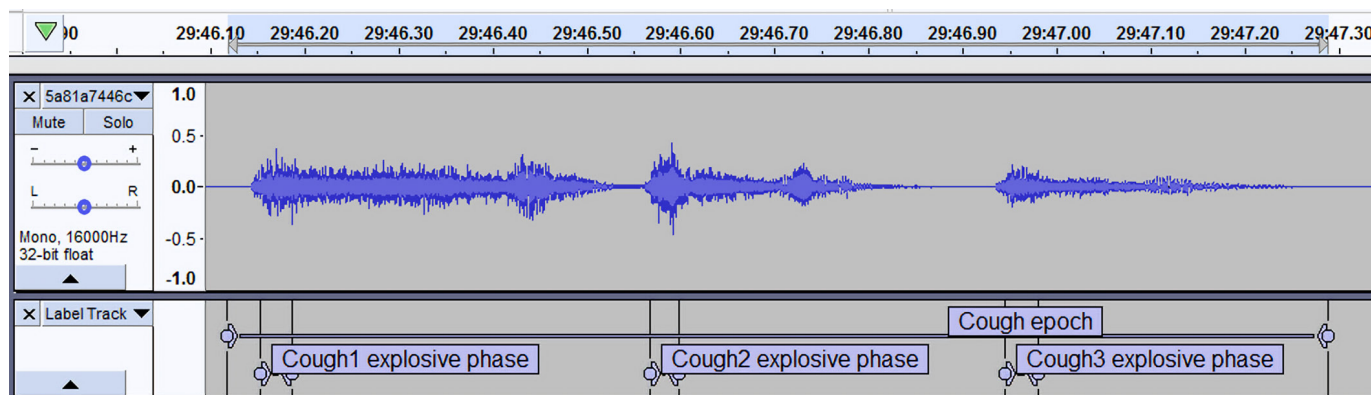 90 29:46.10 29:46.20 29:46.30 29:46.40 29:46.50 29:46.60 29:46.70 29:46.80 29:46.90 29:47.00 29:47.10 29:47.20 29:47.30
× 5a81a7446c 1.0
Mute Solo
0.5
- +
L R
0.0
Mono, 16000Hz
32-bit float
-0.5
-1.0
× Label Track
Cough epoch
Cough1 explosive phase Cough2 explosive phase Cough3 explosive phase